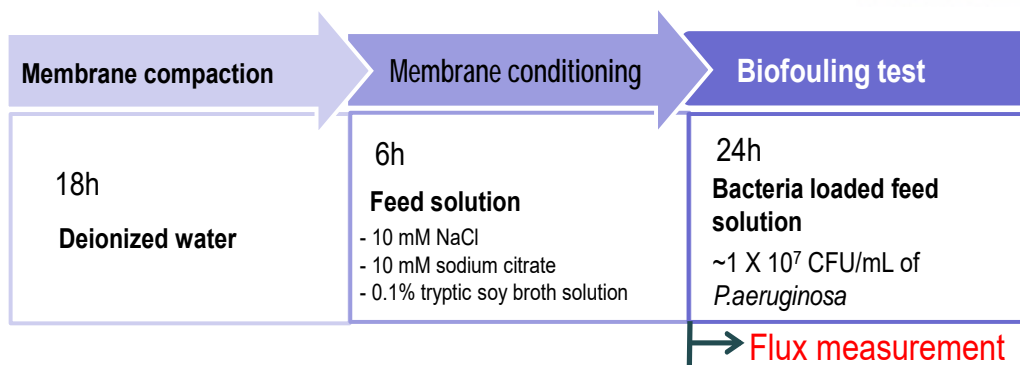 Membrane compaction
Membrane conditioning
Biofouling test
18h
Deionized water
6h
Feed solution
- 10 mM NaCl
- 10 mM sodium citrate
- 0.1% tryptic soy broth solution
24h
Bacteria loaded feed
solution
~1 X 10⁷ CFU/mL of
P.aeruginosa
Flux measurement